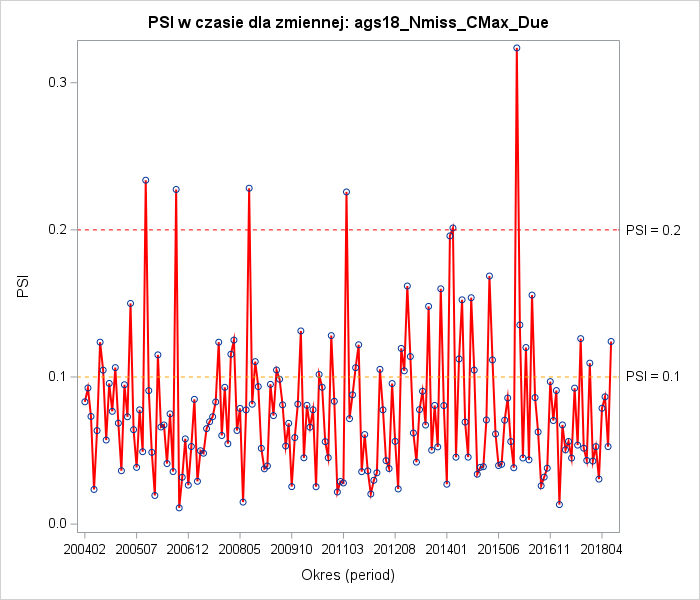 PSI w czasie dla zmiennej: ags18_Nmiss_CMax_Due
0.3
0.2
PSI = 0.2
PSI
0.1
PSI = 0.1
0.0
200402 200507 200612 200805 200910 201103 201208 201401 201506 201611 201804
Okres (period)